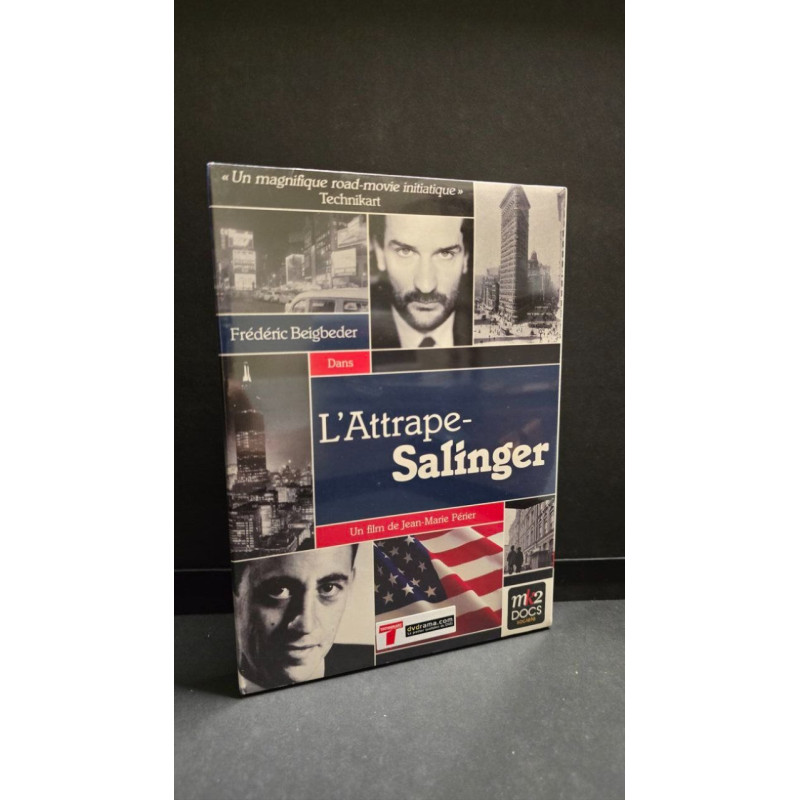 « Un magnifique road-movie initiatique »
Technikart
Frédéric Beigbeder
Dans
L'Attrape-
Salinger
Un film de Jean-Marie Périer
T
dvdrama.com
mk2
DOCS